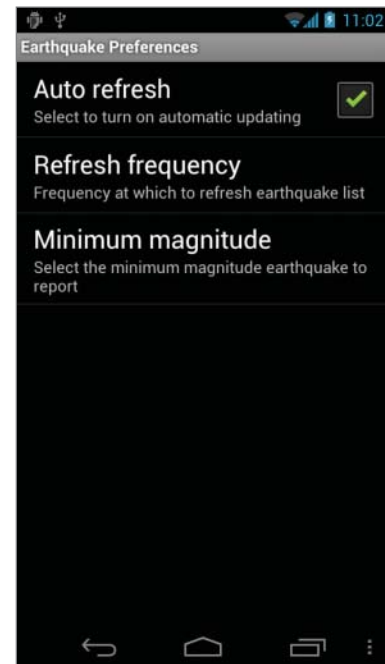 11:02
Earthquake Preferences
Auto refresh
Select to turn on automatic updating
Refresh frequency
Frequency at which to refresh earthquake list
Minimum magnitude
Select the minimum magnitude earthquake to
report